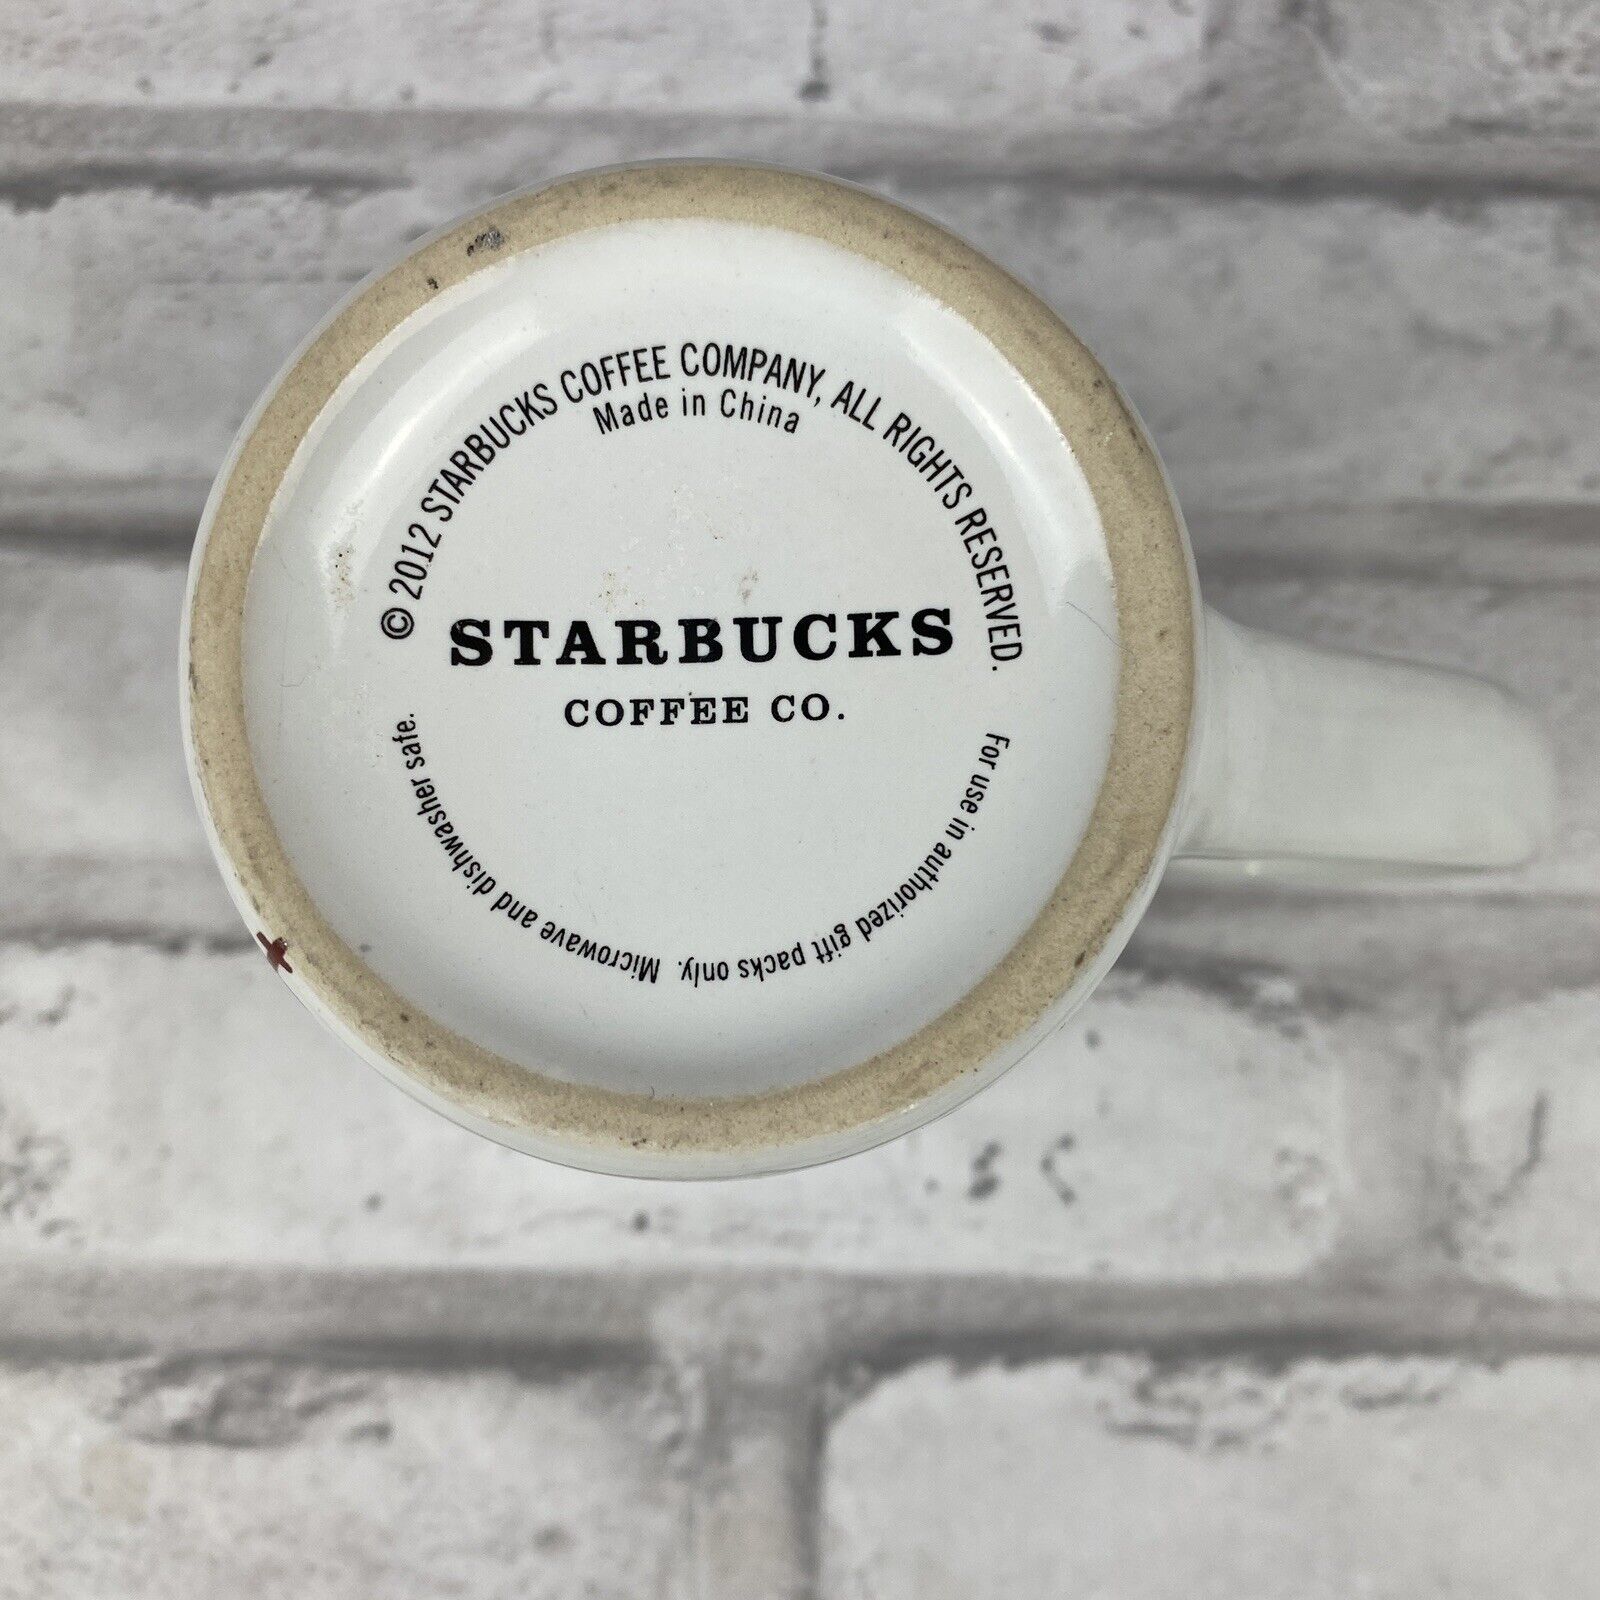 © 2012 STARBUCKS COFFEE COMPANY, ALL RIGHTS RESERVED.
Made in China
STARBUCKS
COFFEE CO.
For use in authorized gift packs only. Microwave and dishwasher safe.